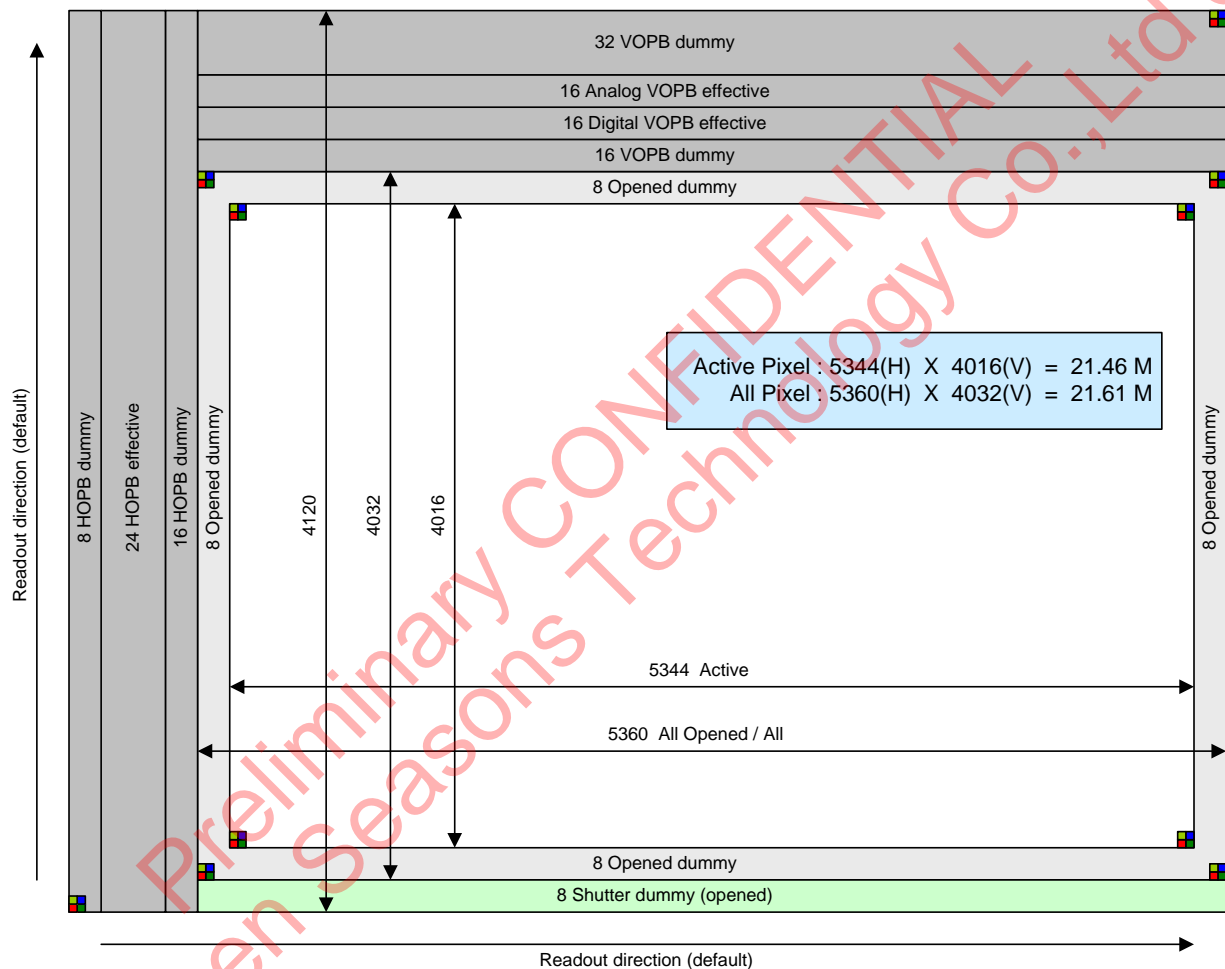 32 VOPB dummy
16 Analog VOPB effective
16 Digital VOPB effective
16 VOPB dummy
8 Opened dummy
Active Pixel : 5344(H) X 4016(V) = 21.46 M
All Pixel : 5360(H) X 4032(V) = 21.61 M
Readout direction (default)
8 HOPB dummy
24 HOPB effective
16 HOPB dummy
8 Opened dummy
4120
4032
4016
8 Opened dummy
5344 Active
5360 All Opened / All
8 Opened dummy
8 Shutter dummy (opened)
Readout direction (default)
Preliminary CONFIDENTIAL
en Seasons Technology Co.,Ltd